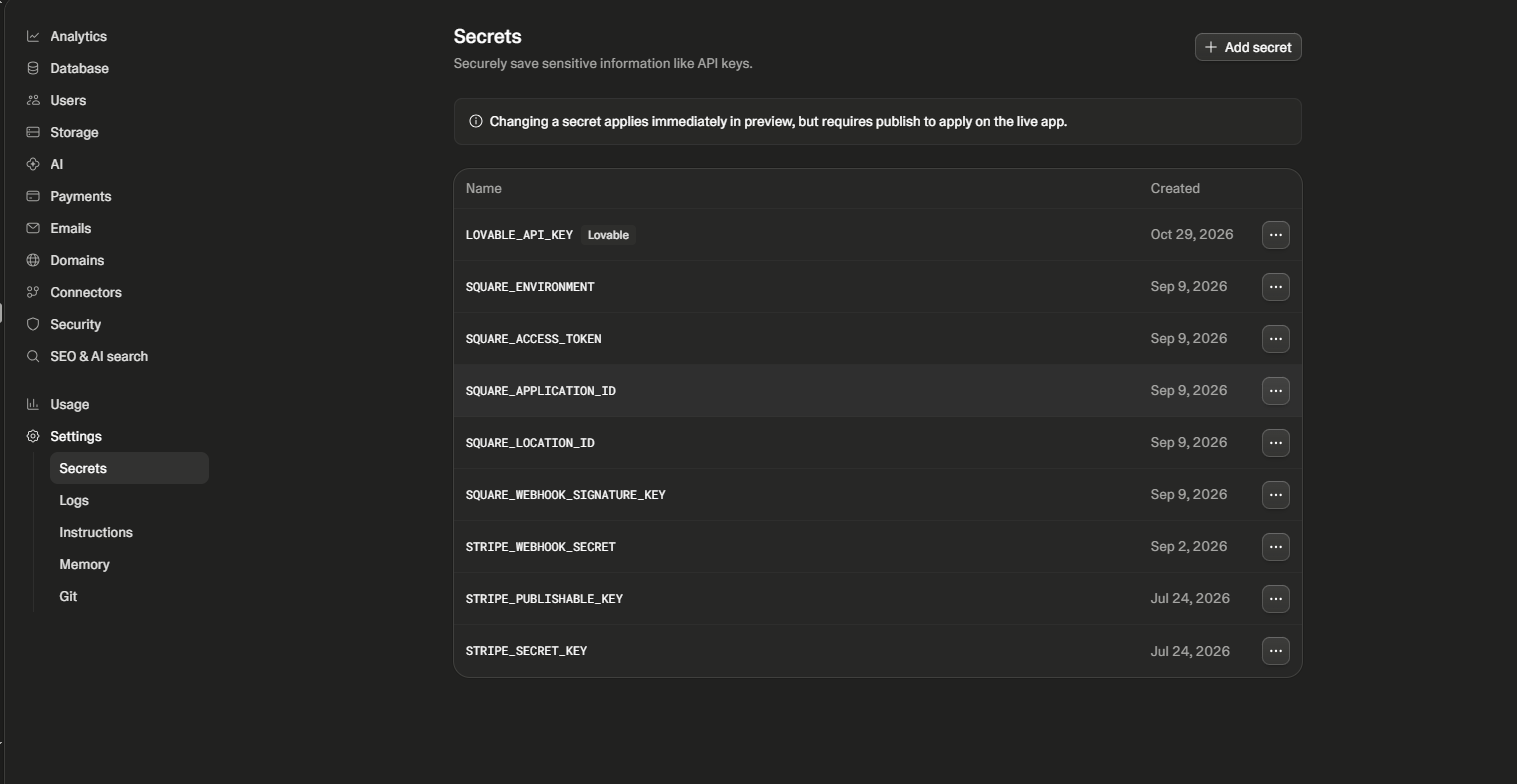 Analytics
Database
Users
Storage
AI
Payments
Emails
Domains
Connectors
Security
SEO & AI search
Usage
Settings
Secrets
Logs
Instructions
Memory
Git
Secrets
Securely save sensitive information like API keys.
+ Add secret
Changing a secret applies immediately in preview, but requires publish to apply on the live app.
Name Created
LOVABLE_API_KEY Lovable Oct 29, 2026
SQUARE_ENVIRONMENT Sep 9, 2026
SQUARE_ACCESS_TOKEN Sep 9, 2026
SQUARE_APPLICATION_ID Sep 9, 2026
SQUARE_LOCATION_ID Sep 9, 2026
SQUARE_WEBHOOK_SIGNATURE_KEY Sep 9, 2026
STRIPE_WEBHOOK_SECRET Sep 2, 2026
STRIPE_PUBLISHABLE_KEY Jul 24, 2026
STRIPE_SECRET_KEY Jul 24, 2026